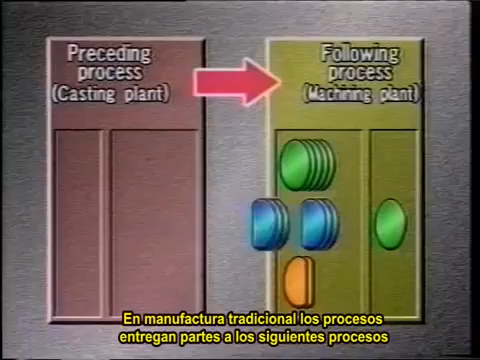 Preceding
process
(Casting plant)
Following
process
(Machining plant)
En manufactura tradicional los procesos
entregan partes a los siguientes procesos